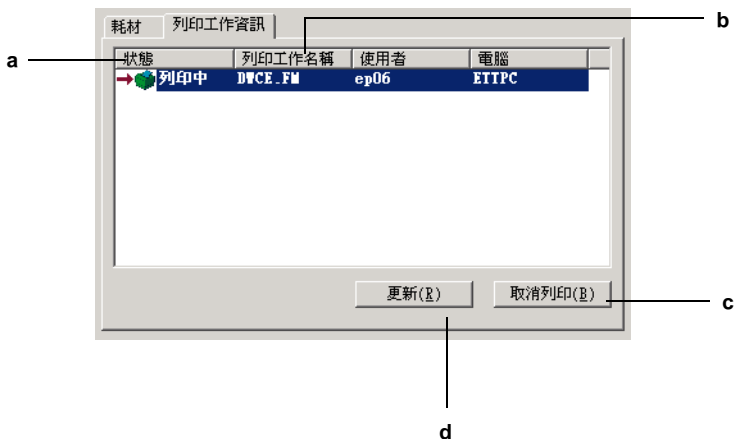 耗材 列印工作資訊 b
a 狀態 列印工作名稱 使用者 電腦
列印中 DWCE.FM ep06 ETTPC
更新(R) 取消列印(B) c
d